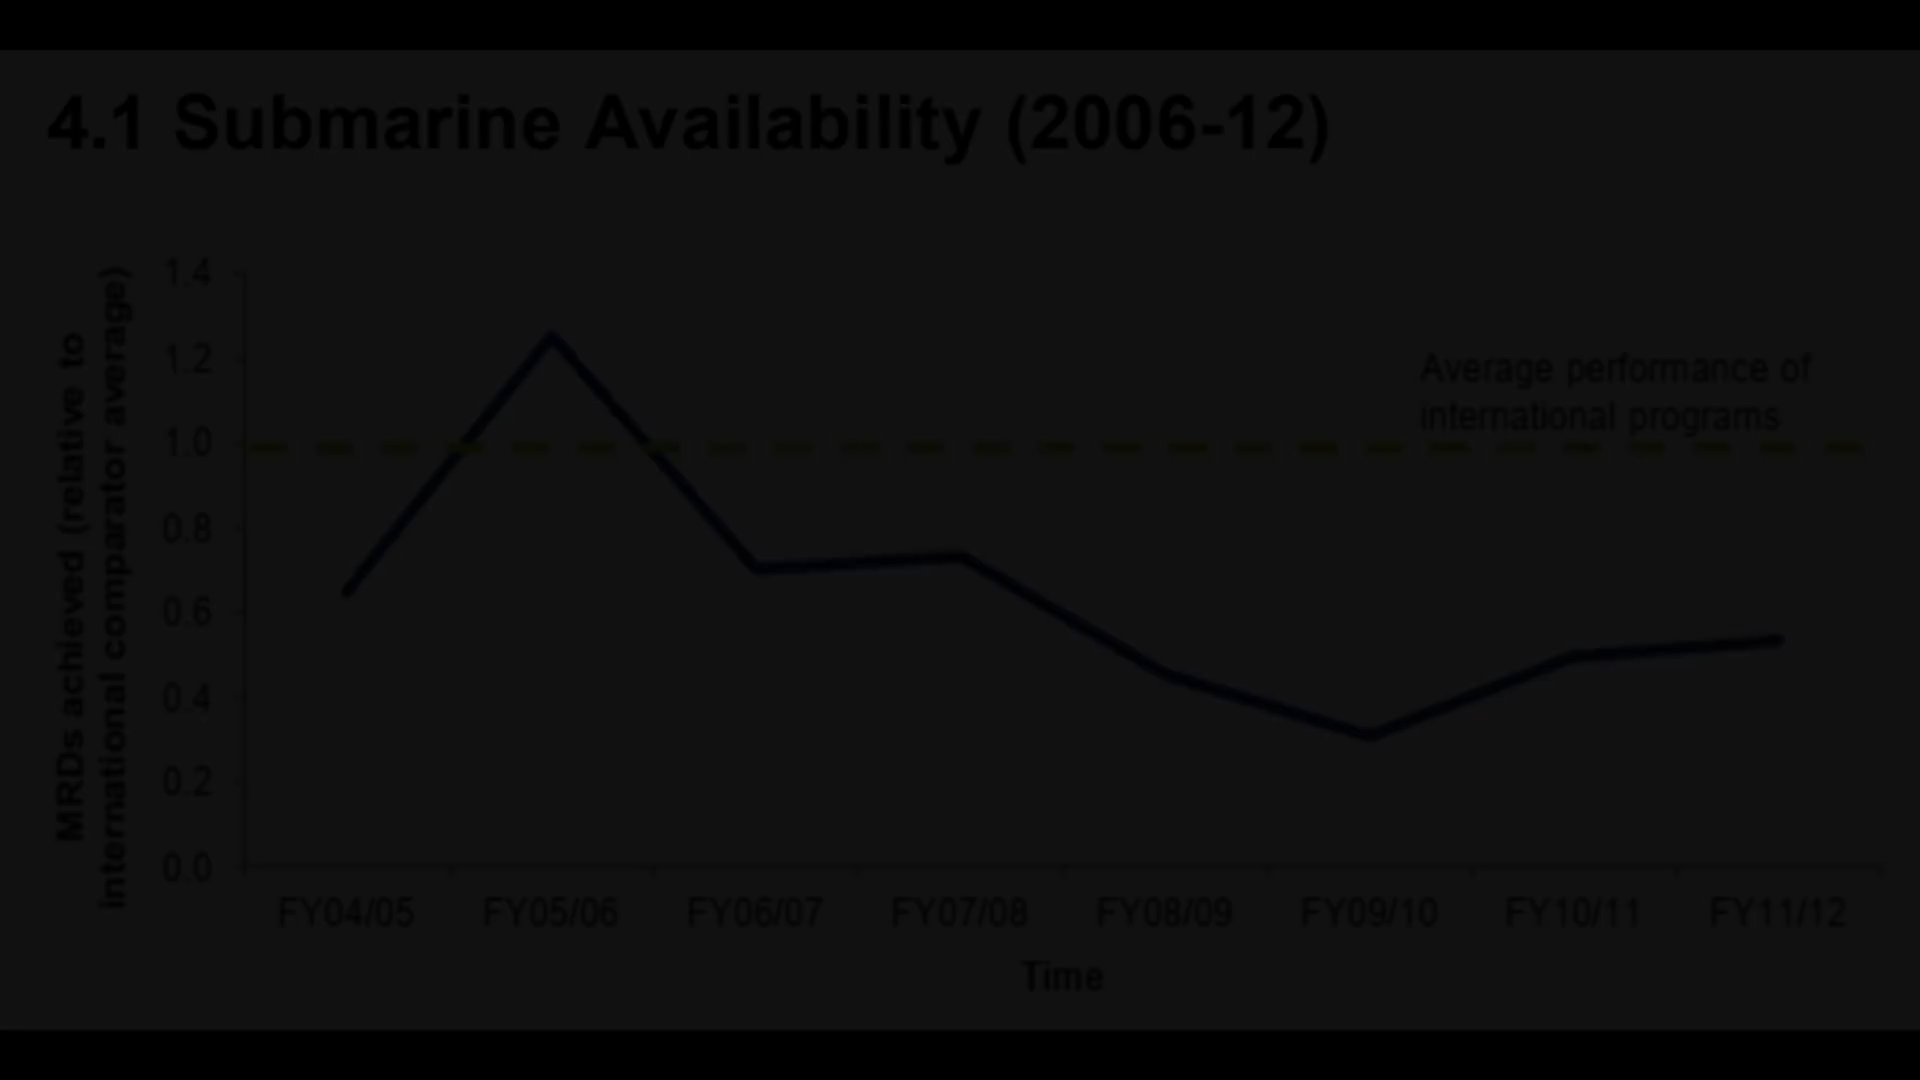 4.1 Submarine Availability (2006-12)
MRDs achieved (relative to
international comparator average)
1.4
1.2
1.0
0.8
0.6
0.4
0.2
0.0
Average performance of
international programs
FY04/05 FY05/06 FY06/07 FY07/08 FY08/09 FY09/10 FY10/11 FY11/12
Time